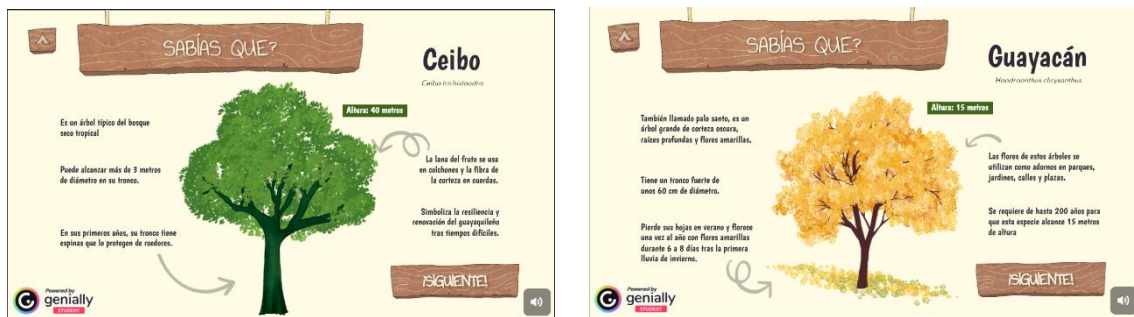 SABÍAS QUE?
Ceibo
Ceibo trichistandra
Altura: 40 metros
Es un árbol típico del bosque
seco tropical
Puede alcanzar más de 3 metros
de diámetro en su tronco.
En sus primeros años, su tronco tiene
espinas que lo protegen de roedores.
La lana del fruto se usa
en colchones y la fibra de
la corteza en cuerdas.
Simboliza la resiliencia y
renovación del guayaquileño
tras tiempos difíciles.
¡SIGUIENTE!
Powered by
genially
STUDENT
SABÍAS QUE?
Guayacán
Handroanthus chrysanthus
Altura: 15 metros
También llamado palo santo, es un
árbol grande de corteza oscura,
raíces profundas y flores amarillas.
Tiene un tronco fuerte de
unos 60 cm de diámetro.
Pierde sus hojas en verano y florece
una vez al año con flores amarillas
durante 6 a 8 días tras la primera
lluvia de invierno.
Las flores de estos árboles se
utilizan como adornos en parques,
jardines, calles y plazas.
Se requiere de hasta 200 años para
que esta especie alcance 15 metros
de altura
¡SIGUIENTE!
Powered by
genially
STUDENT